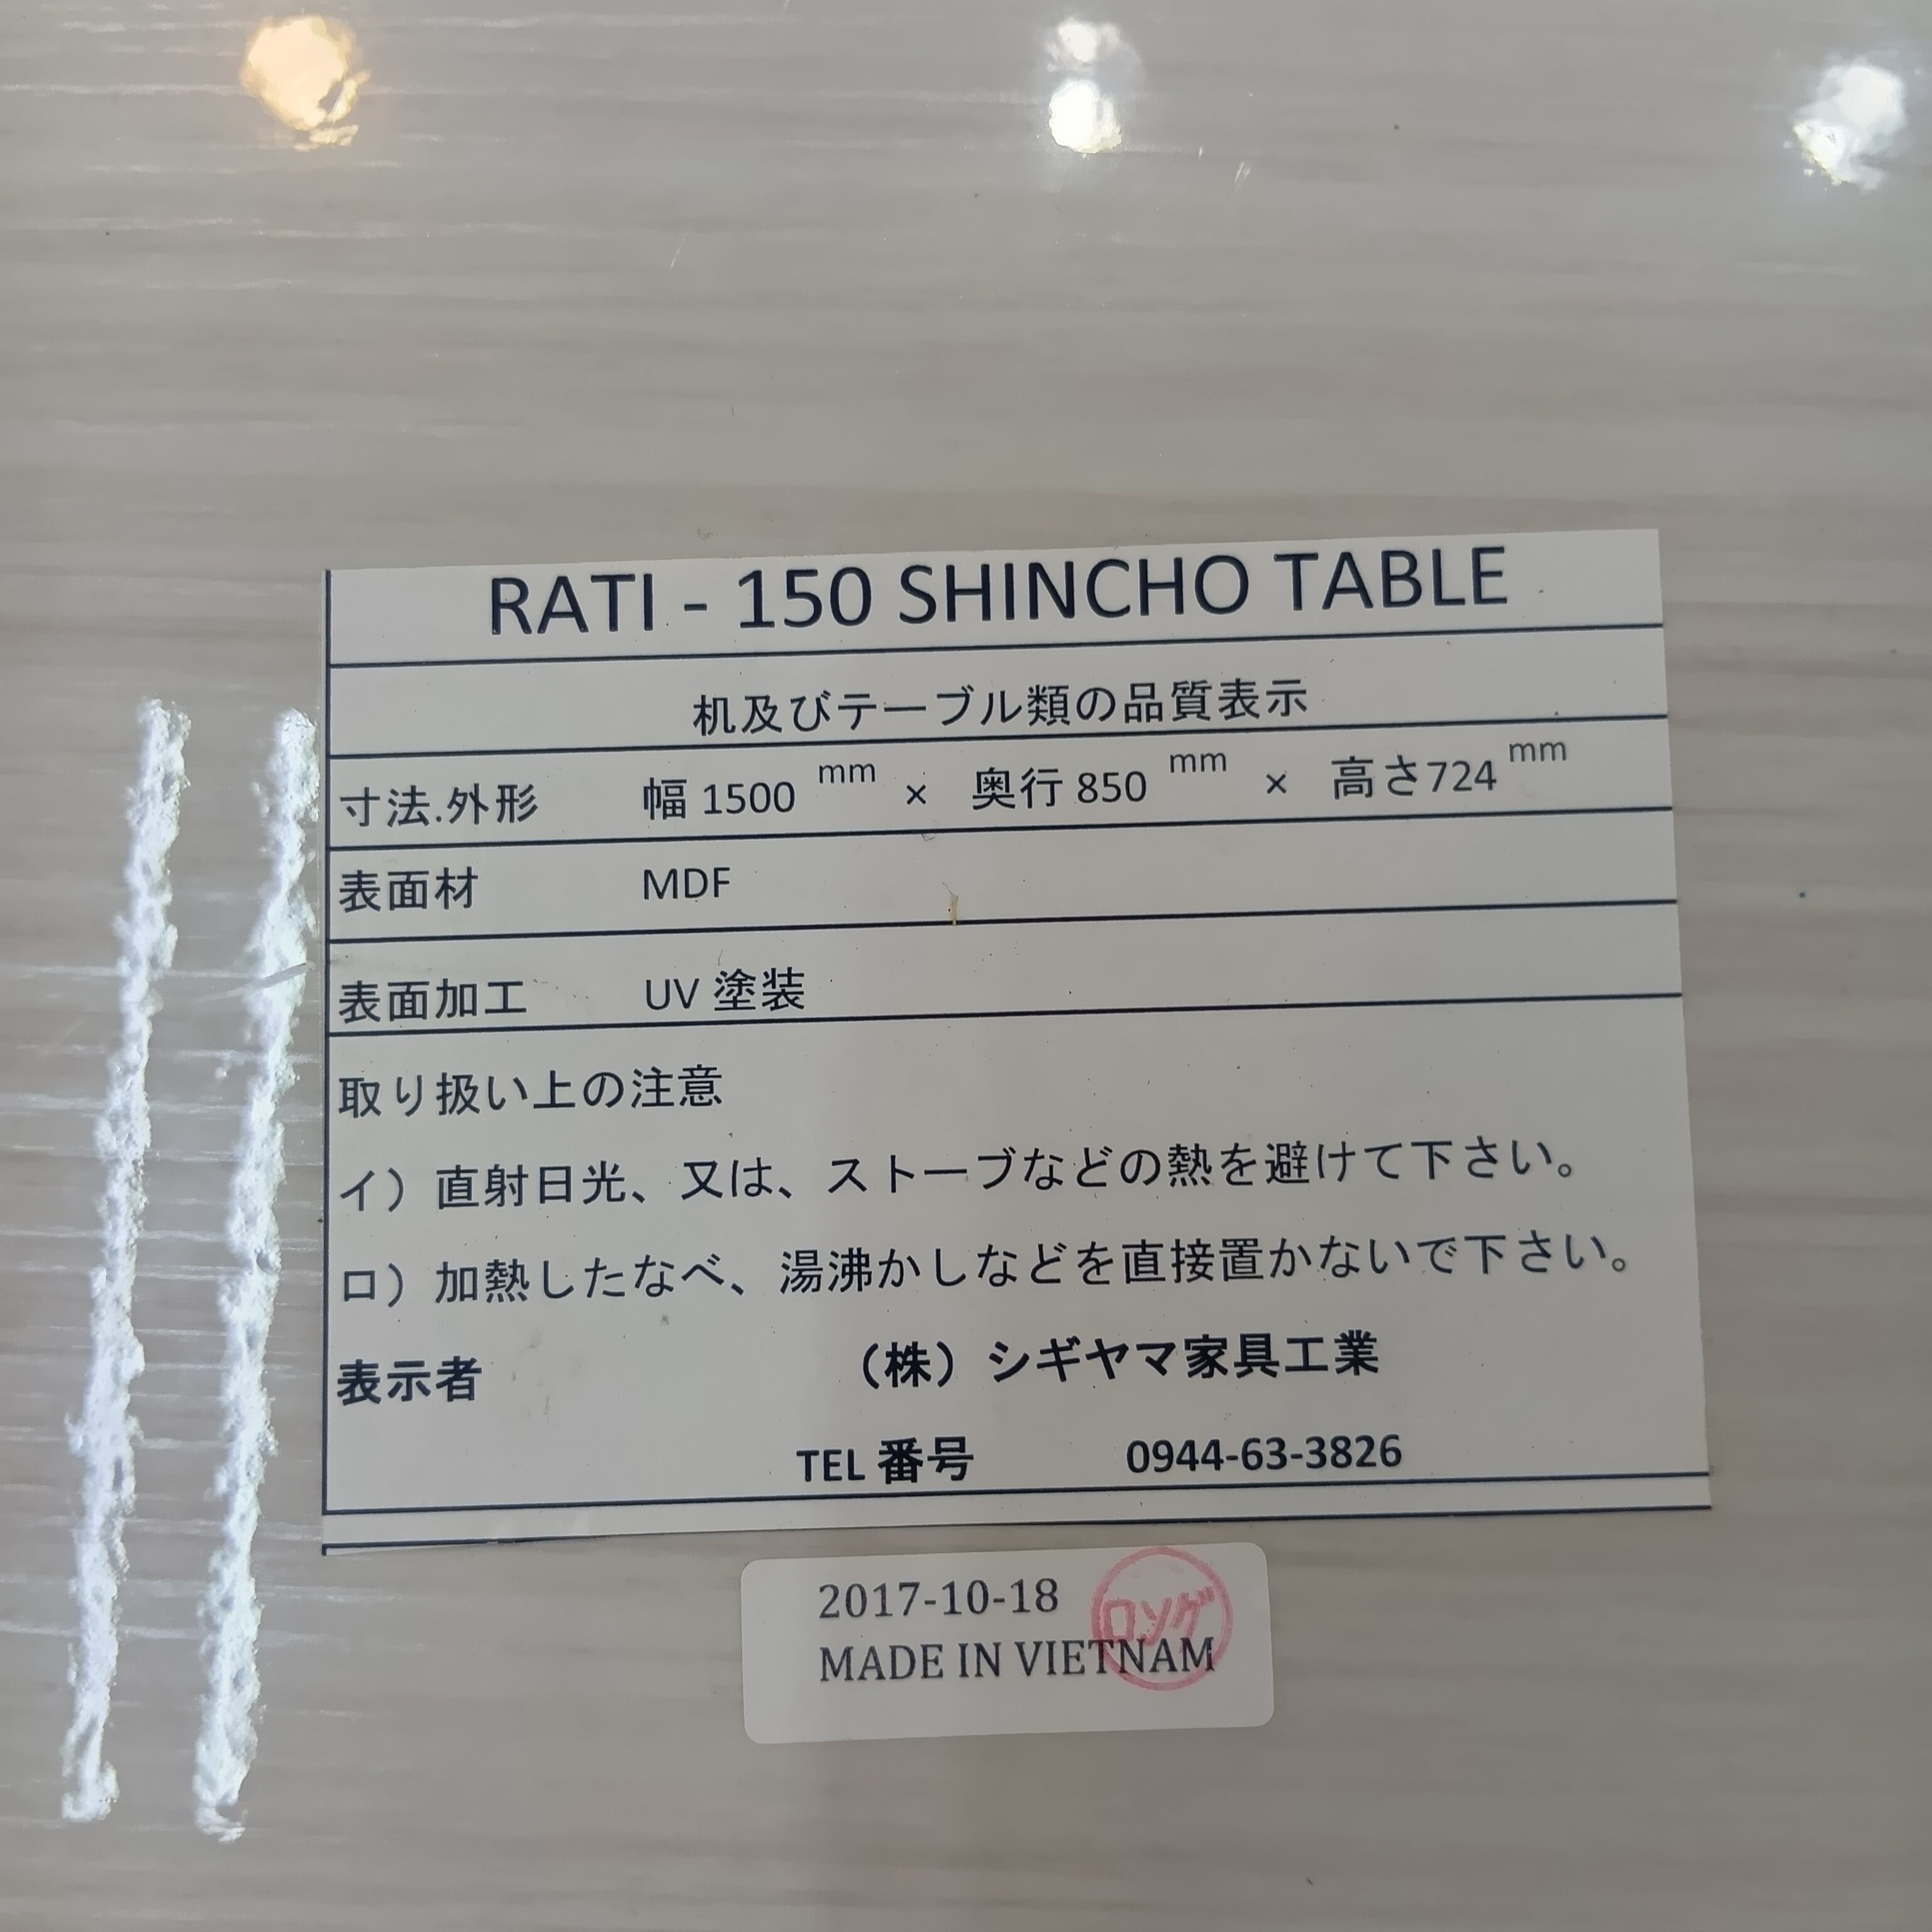 RATI - 150 SHINCHO TABLE
机及びテーブル類の品質表示
寸法.外形 幅 1500 mm × 奥行 850 mm × 高さ724 mm
表面材 MDF
表面加工 UV 塗装
取り扱い上の注意
イ）直射日光、又は、ストーブなどの熱を避けて下さい。
ロ）加熱したなべ、湯沸かしなどを直接置かないで下さい。
表示者 （株）シギヤマ家具工業
TEL 番号 0944-63-3826
2017-10-18
ロンゲ
MADE IN VIETNAM